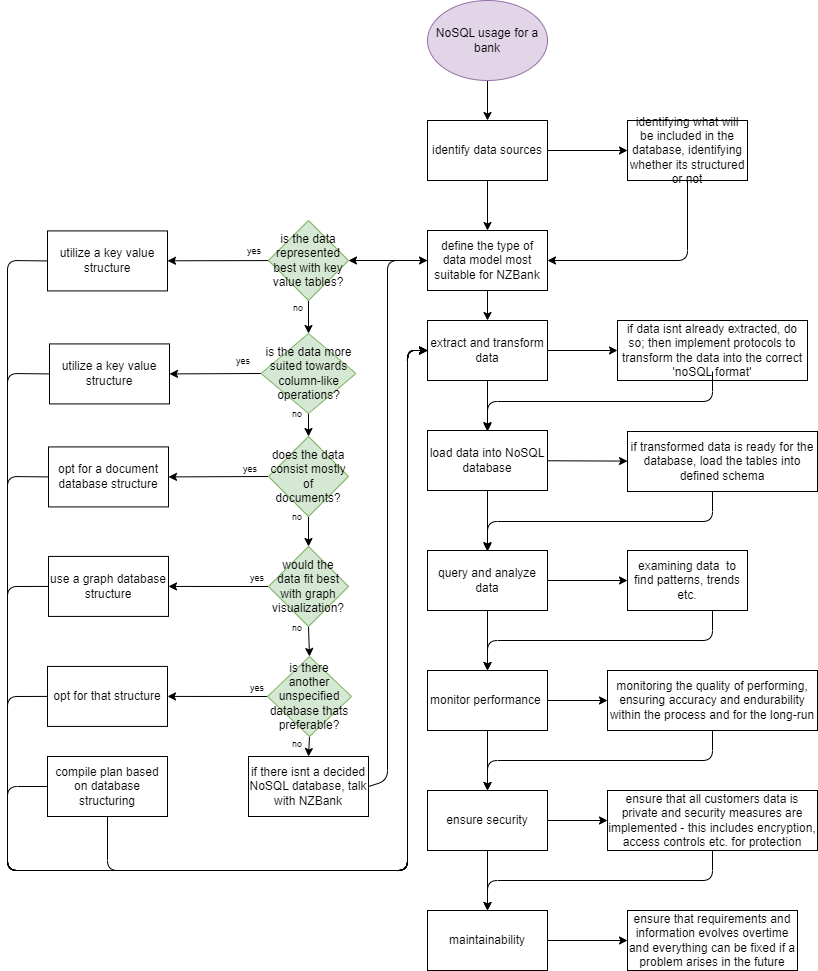 NoSQL usage for a
bank
identify data sources
identifying what will
be included in the
database, identifying
whether its structured
or not
define the type of
data model most
suitable for NZBank
is the data
represented
best with key
value tables?
yes
utilize a key value
structure
no
is the data more
suited towards
column-like
operations?
yes
utilize a key value
structure
no
does the data
consist mostly
of
documents?
yes
opt for a document
database structure
no
would the
data fit best
with graph
visualization?
yes
use a graph database
structure
no
is there
another
unspecified
database thats
preferable?
yes
opt for that structure
no
if there isnt a decided
NoSQL database, talk
with NZBank
compile plan based
on database
structuring
extract and transform
data
if data isnt already extracted, do
so; then implement protocols to
transform the data into the correct
'noSQL format'
load data into NoSQL
database
if transformed data is ready for the
database, load the tables into
defined schema
query and analyze
data
examining data to
find patterns, trends
etc.
monitor performance
monitoring the quality of performing,
ensuring accuracy and endurability
within the process and for the long-run
ensure security
ensure that all customers data is
private and security measures are
implemented - this includes encryption,
access controls etc. for protection
maintainability
ensure that requirements and
information evolves overtime
and everything can be fixed if a
problem arises in the future